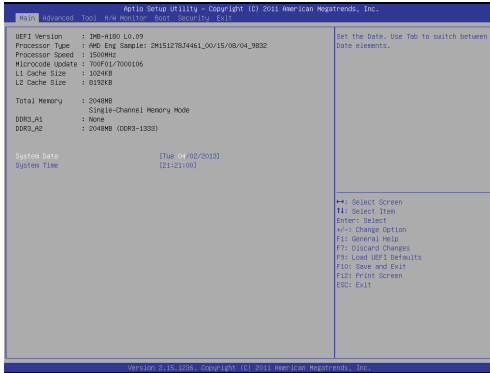 Aptio Setup Utility – Copyright (C) 2011 American Megatrends, Inc.
Main Advanced Tool H/W Monitor Boot Security Exit
UEFI Version : IMB-A180 L0.09
Processor Type : AMD Eng Sample: 2M151278J4461_00/15/08/04_9832
Processor Speed : 1500MHz
Microcode Update : 700F01/7000106
L1 Cache Size : 1024KB
L2 Cache Size : 8192KB
Total Memory : 2048MB
Single-Channel Memory Mode
DDR3_A1 : None
DDR3_A2 : 2048MB (DDR3-1333)
System Date [Tue 04/02/2013]
System Time [21:21:00]
Set the Date. Use Tab to switch between
Date elements.
↔: Select Screen
↑↓: Select Item
Enter: Select
+/-: Change Option
F1: General Help
F7: Discard Changes
F9: Load UEFI Defaults
F10: Save and Exit
F12: Print Screen
ESC: Exit
Version 2.15.1236. Copyright (C) 2011 American Megatrends, Inc.